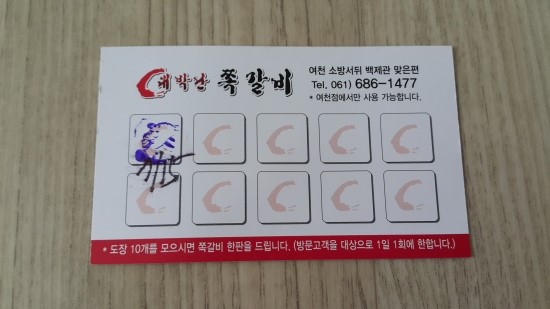 대박난 쪽갈비
여천 소방서뒤 백제관 맞은편
Tel. 061) 686-1477
* 여천점에서만 사용 가능합니다.
* 도장 10개를 모으시면 쪽갈비 한판을 드립니다. (방문고객을 대상으로 1일 1회에 한합니다.)